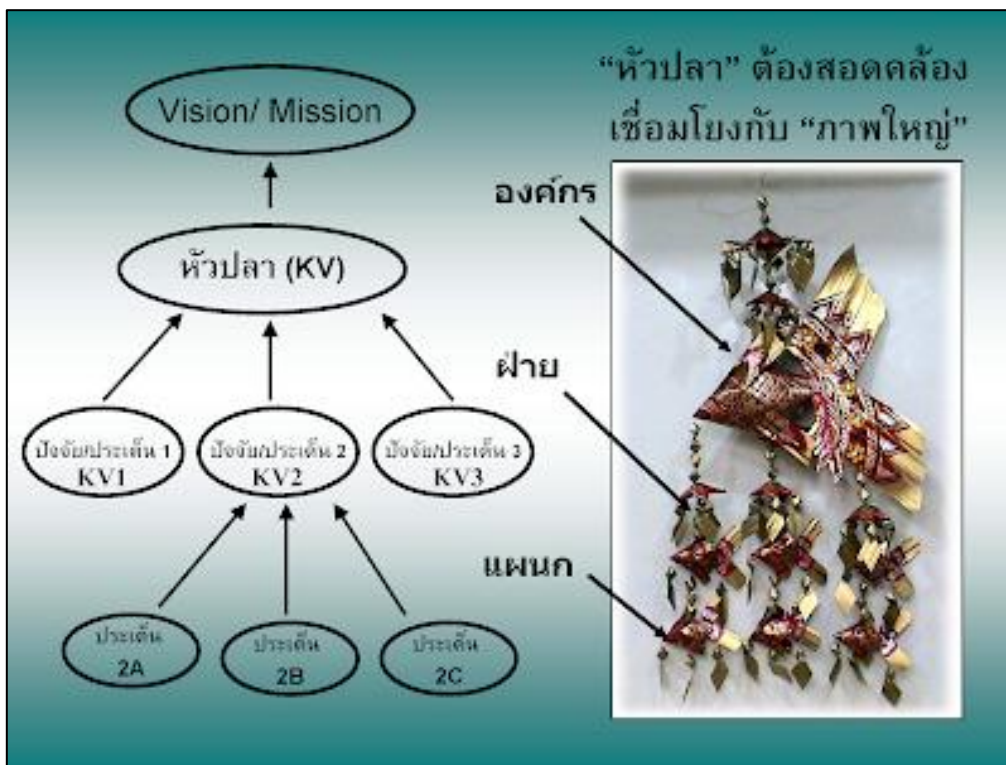 “หัวปลา” ต้องสอดคล้อง
เชื่อมโยงกับ “ภาพใหญ่”
Vision/ Mission
หัวปลา (KV)
ปัจจัย/ประเด็น 1
KV1
ปัจจัย/ประเด็น 2
KV2
ปัจจัย/ประเด็น 3
KV3
ประเด็น
2A
ประเด็น
2B
ประเด็น
2C
องค์กร
ฝ่าย
แผนก